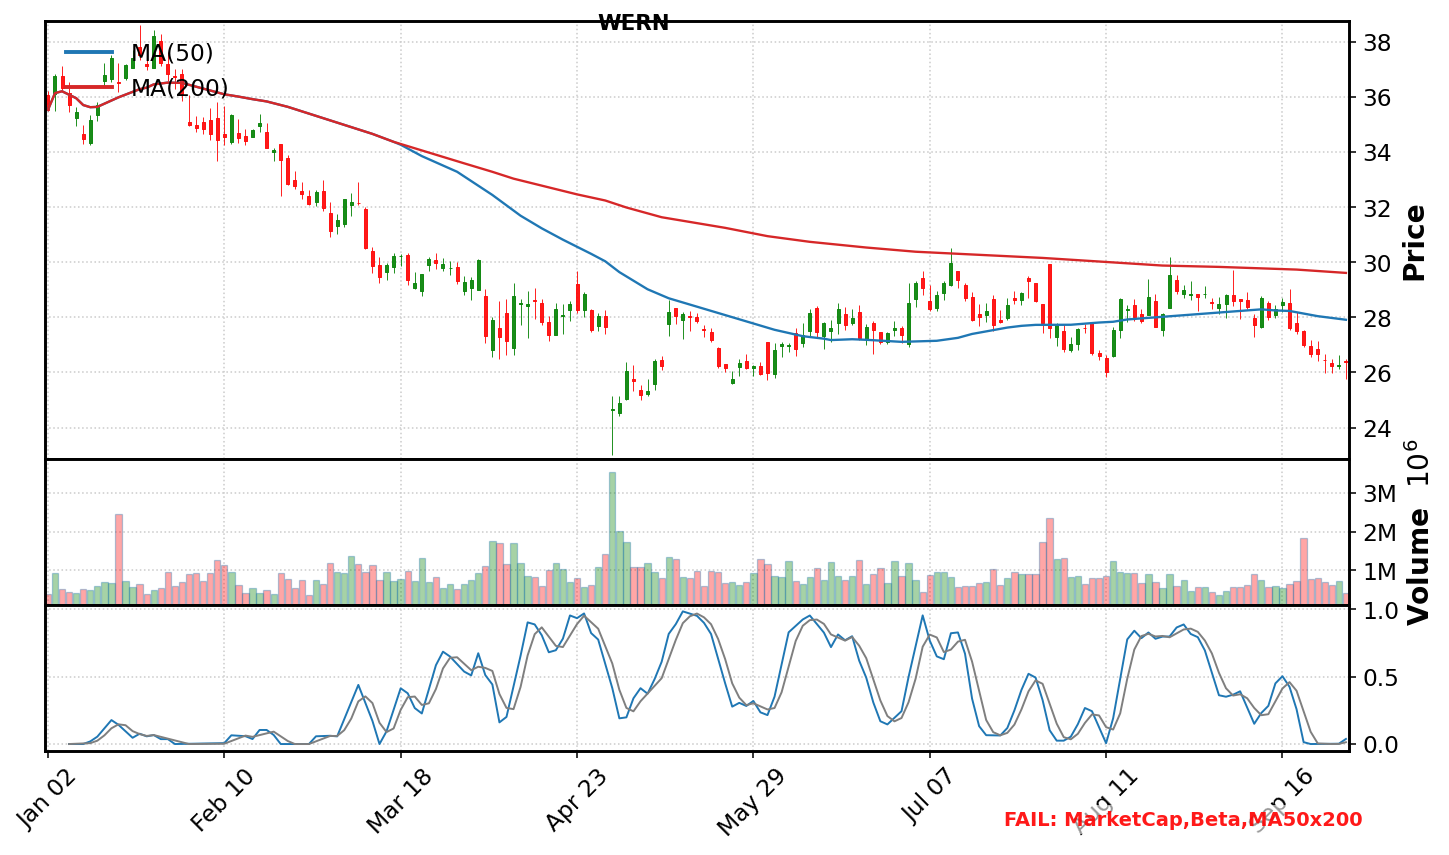 WERN
MA(50)
MA(200)
38
36
34
32
30
28
26
24
Price
3M
2M
1M
Volume 10⁶
1.0
0.5
0.0
Jan 02
Feb 10
Mar 18
Apr 23
May 29
Jul 07
Aug 11
Sep 16
FAIL: MarketCap,Beta,MA50x200